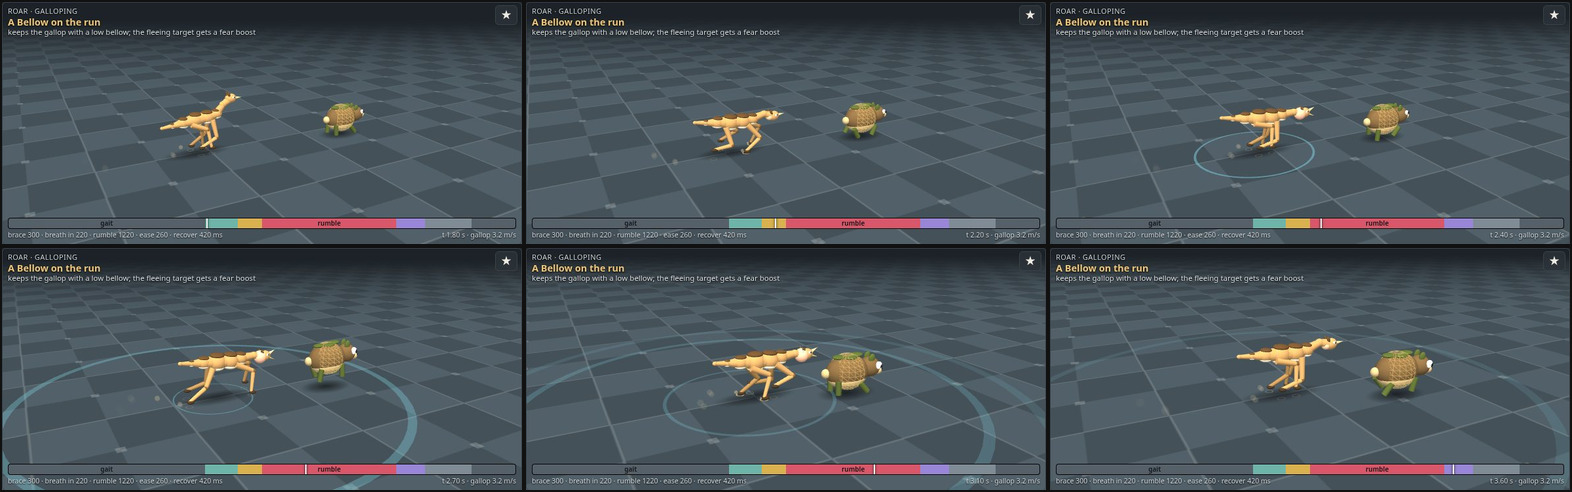 ROAR · GALLOPING
A Bellow on the run
keeps the gallop with a low bellow; the fleeing target gets a fear boost
gait
rumble
brace 300 · breath in 220 · rumble 1220 · ease 260 · recover 420 ms
t 1.80 s · gallop 3.2 m/s
ROAR · GALLOPING
A Bellow on the run
keeps the gallop with a low bellow; the fleeing target gets a fear boost
gait
rumble
brace 300 · breath in 220 · rumble 1220 · ease 260 · recover 420 ms
t 2.20 s · gallop 3.2 m/s
ROAR · GALLOPING
A Bellow on the run
keeps the gallop with a low bellow; the fleeing target gets a fear boost
gait
rumble
brace 300 · breath in 220 · rumble 1220 · ease 260 · recover 420 ms
t 2.40 s · gallop 3.2 m/s
ROAR · GALLOPING
A Bellow on the run
keeps the gallop with a low bellow; the fleeing target gets a fear boost
gait
rumble
brace 300 · breath in 220 · rumble 1220 · ease 260 · recover 420 ms
t 2.70 s · gallop 3.2 m/s
ROAR · GALLOPING
A Bellow on the run
keeps the gallop with a low bellow; the fleeing target gets a fear boost
gait
rumble
brace 300 · breath in 220 · rumble 1220 · ease 260 · recover 420 ms
t 3.10 s · gallop 3.2 m/s
ROAR · GALLOPING
A Bellow on the run
keeps the gallop with a low bellow; the fleeing target gets a fear boost
gait
rumble
brace 300 · breath in 220 · rumble 1220 · ease 260 · recover 420 ms
t 3.60 s · gallop 3.2 m/s